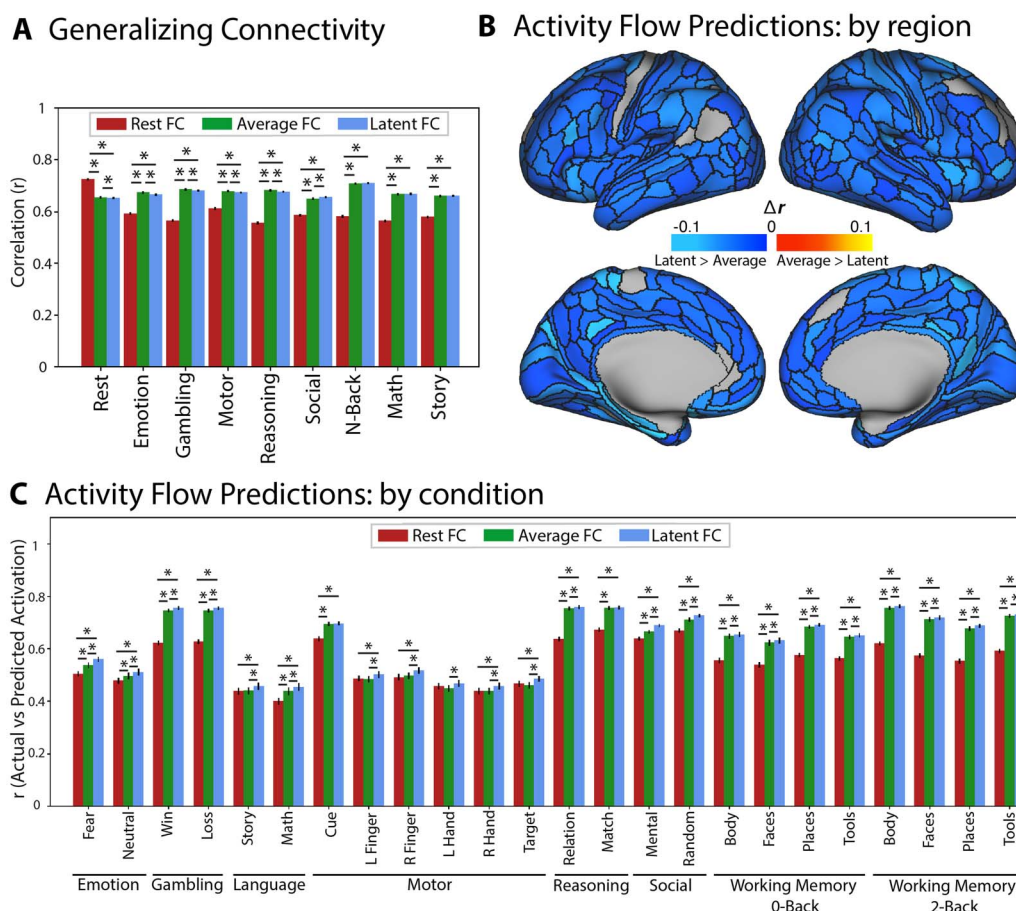 A Generalizing Connectivity
1
0.8
0.6
0.4
0.2
0
Correlation (r)
Rest FC Average FC Latent FC
* * * * * * * * *
* * ** ** ** ** ** * * *
Rest
Emotion
Gambling
Motor
Reasoning
Social
N-Back
Math
Story
B Activity Flow Predictions: by region
Δr
-0.1 0 0.1
Latent > Average Average > Latent
C Activity Flow Predictions: by condition
1
0.8
0.6
0.4
0.2
0
r (Actual vs Predicted Activation)
Rest FC Average FC Latent FC
Fear
Neutral
Win
Loss
Story
Math
Cue
L Finger
R Finger
L Hand
R Hand
Target
Relation
Match
Mental
Random
Body
Faces
Places
Tools
Body
Faces
Places
Tools
Emotion Gambling Language Motor Reasoning Social Working Memory Working Memory
0-Back 2-Back